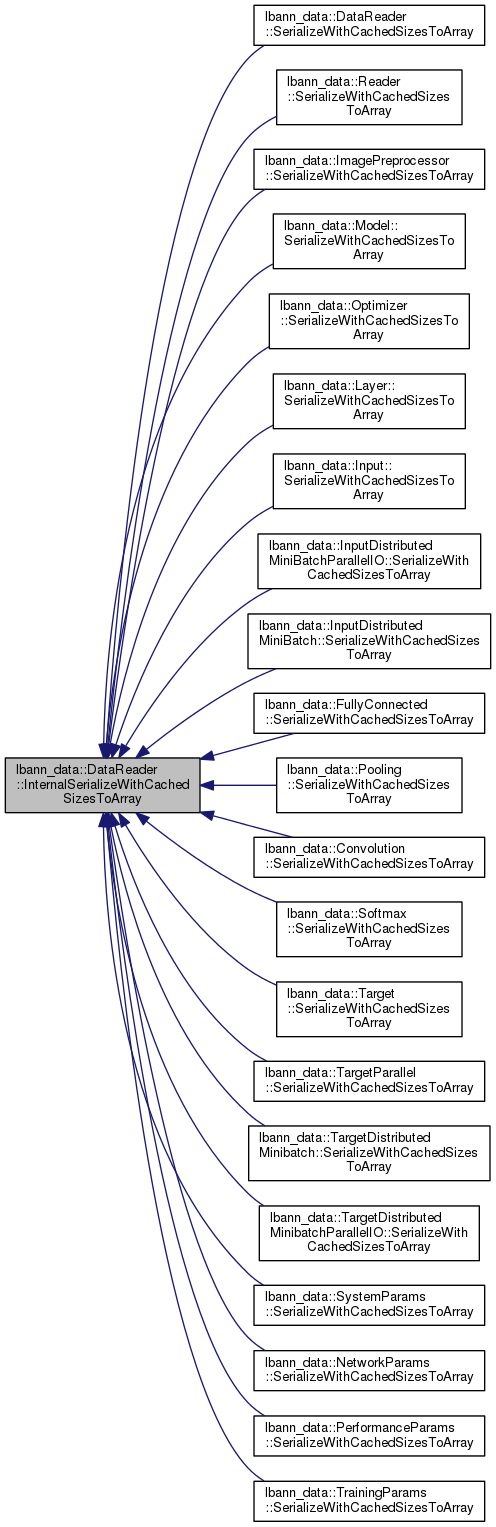 lbann_data::DataReader
::SerializeWithCachedSizesToArray
lbann_data::Reader
::SerializeWithCachedSizes
ToArray
lbann_data::ImagePreprocessor
::SerializeWithCachedSizesToArray
lbann_data::Model::
SerializeWithCachedSizesTo
Array
lbann_data::Optimizer
::SerializeWithCachedSizesTo
Array
lbann_data::Layer::
SerializeWithCachedSizesTo
Array
lbann_data::Input::
SerializeWithCachedSizesTo
Array
lbann_data::InputDistributed
MiniBatchParallelIO::SerializeWith
CachedSizesToArray
lbann_data::InputDistributed
MiniBatch::SerializeWithCachedSizes
ToArray
lbann_data::FullyConnected
::SerializeWithCachedSizesToArray
lbann_data::DataReader
::InternalSerializeWithCached
SizesToArray
lbann_data::Pooling
::SerializeWithCachedSizes
ToArray
lbann_data::Convolution
::SerializeWithCachedSizesToArray
lbann_data::Softmax
::SerializeWithCachedSizes
ToArray
lbann_data::Target
::SerializeWithCachedSizes
ToArray
lbann_data::TargetParallel
::SerializeWithCachedSizesToArray
lbann_data::TargetDistributed
Minibatch::SerializeWithCachedSizes
ToArray
lbann_data::TargetDistributed
MinibatchParallelIO::SerializeWith
CachedSizesToArray
lbann_data::SystemParams
::SerializeWithCachedSizesToArray
lbann_data::NetworkParams
::SerializeWithCachedSizesToArray
lbann_data::PerformanceParams
::SerializeWithCachedSizesToArray
lbann_data::TrainingParams
::SerializeWithCachedSizesToArray